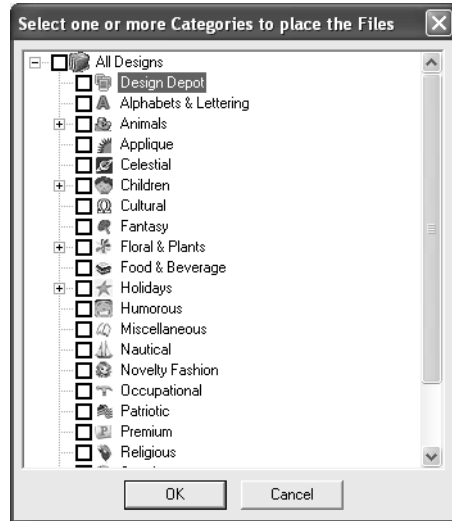 Select one or more Categories to place the Files
All Designs
Design Depot
Alphabets & Lettering
Animals
Applique
Celestial
Children
Cultural
Fantasy
Floral & Plants
Food & Beverage
Holidays
Humorous
Miscellaneous
Nautical
Novelty Fashion
Occupational
Patriotic
Premium
Religious
OK
Cancel